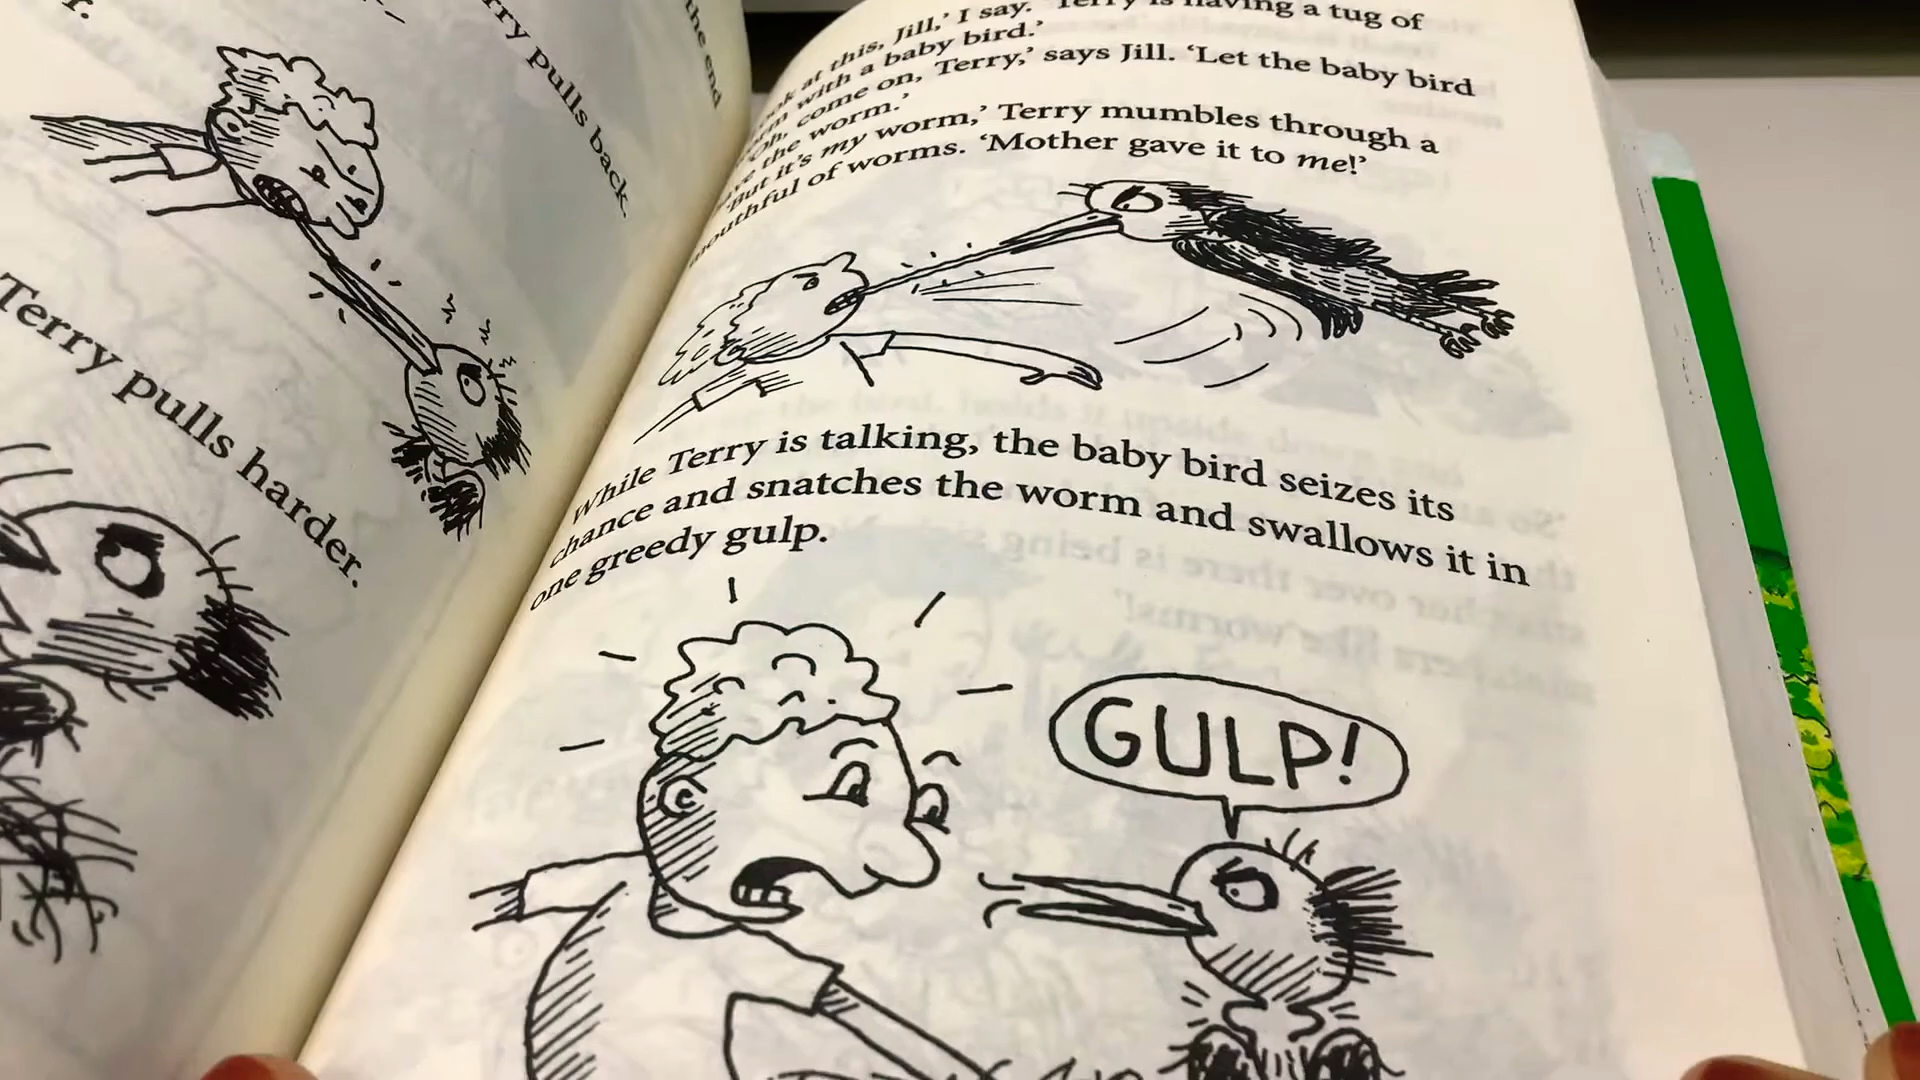 r.
the end
rry pulls back.
Terry pulls harder.
at this, Jill,’ I say. ‘Terry is having a tug of
with a baby bird.’
‘Oh, come on, Terry,’ says Jill. ‘Let the baby bird
the worm.’
‘But it’s my worm,’ Terry mumbles through a
mouthful of worms. ‘Mother gave it to me!’
While Terry is talking, the baby bird seizes its
chance and snatches the worm and swallows it in
one greedy gulp.
GULP!